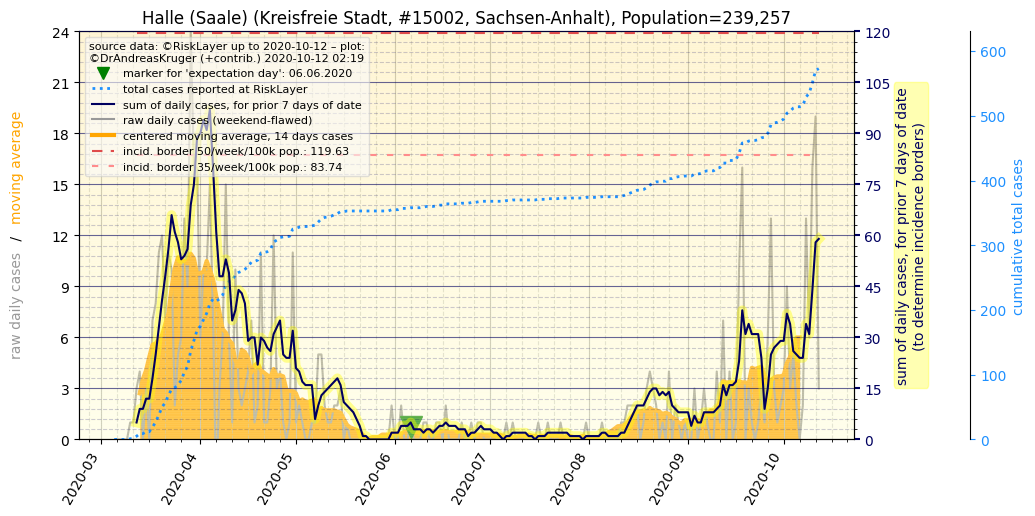 Halle (Saale) (Kreisfreie Stadt, #15002, Sachsen-Anhalt), Population=239,257
source data: ©RiskLayer up to 2020-10-12 – plot:
©DrAndreasKruger (+contrib.) 2020-10-12 02:19
marker for 'expectation day': 06.06.2020
total cases reported at RiskLayer
sum of daily cases, for prior 7 days of date
raw daily cases (weekend-flawed)
centered moving average, 14 days cases
incid. border 50/week/100k pop.: 119.63
incid. border 35/week/100k pop.: 83.74
raw daily cases / moving average
24
21
18
15
12
9
6
3
0
120
105
90
75
60
45
30
15
0
sum of daily cases, for prior 7 days of date
(to determine incidence borders)
600
500
400
300
200
100
0
cumulative total cases
2020-03
2020-04
2020-05
2020-06
2020-07
2020-08
2020-09
2020-10